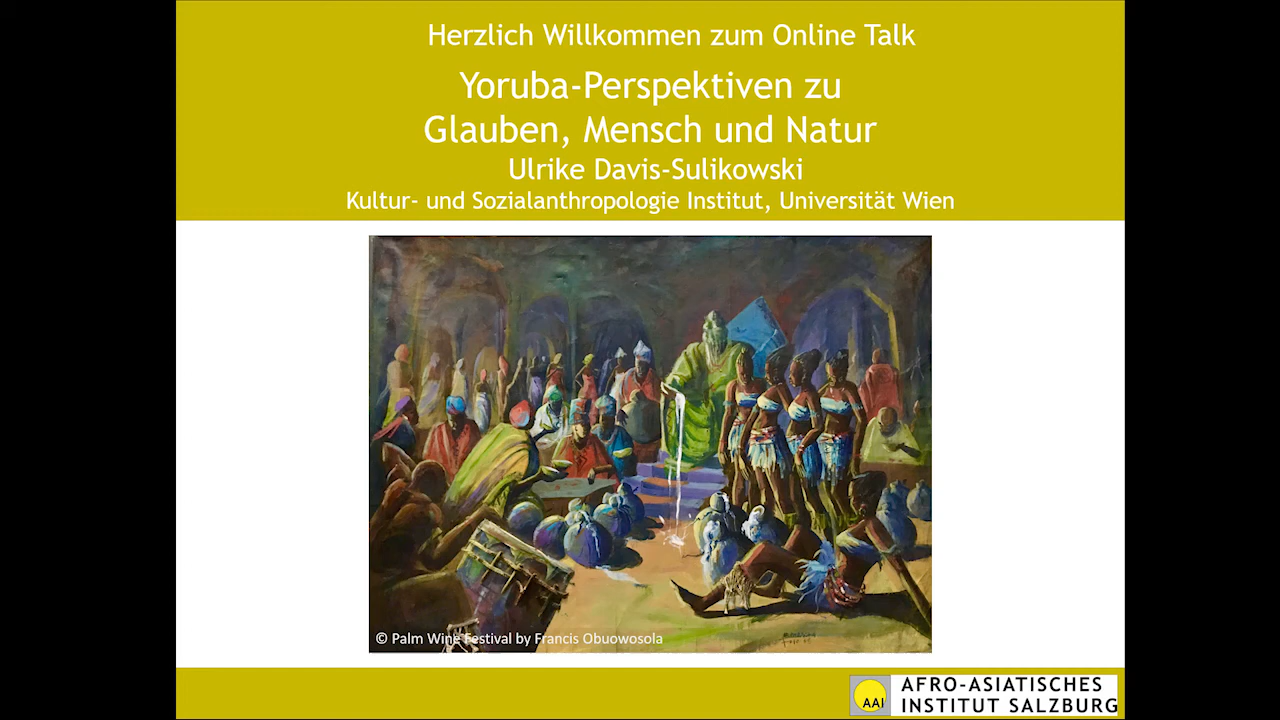 Herzlich Willkommen zum Online Talk
Yoruba-Perspektiven zu
Glauben, Mensch und Natur
Ulrike Davis-Sulikowski
Kultur- und Sozialanthropologie Institut, Universität Wien
© Palm Wine Festival by Francis Obuowosola
AAI
AFRO-ASIATISCHES
INSTITUT SALZBURG